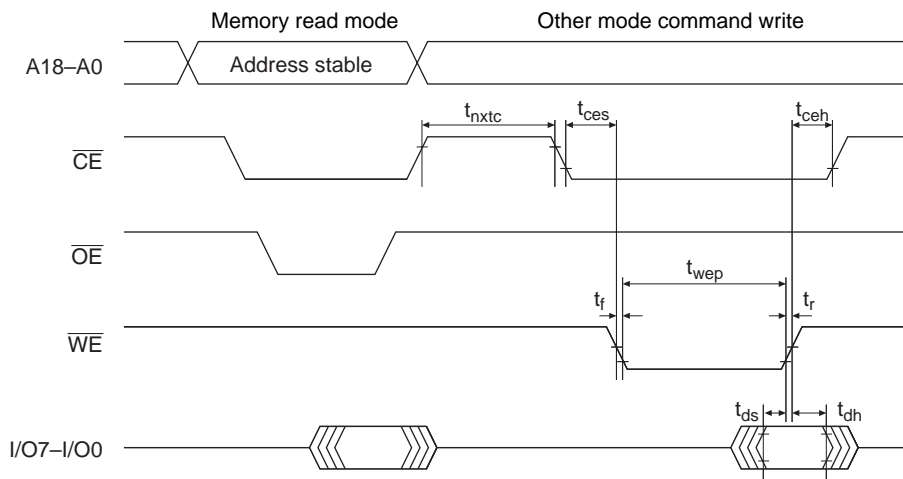 Memory read mode
Other mode command write
A18–A0
Address stable
tnxtc
tces
tceh
CE
OE
twep
tf
tr
WE
tds
tdh
I/O7–I/O0